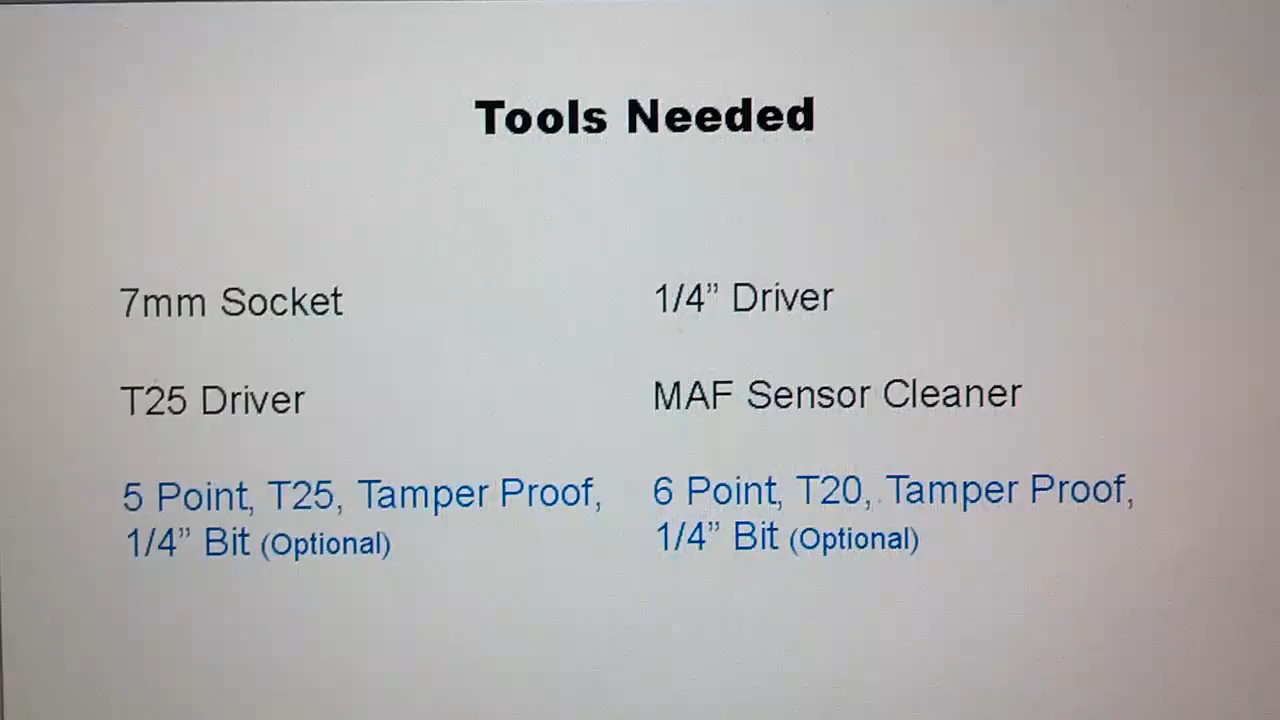 Tools Needed
7mm Socket
1/4” Driver
T25 Driver
MAF Sensor Cleaner
5 Point, T25, Tamper Proof,
1/4” Bit (Optional)
6 Point, T20, Tamper Proof,
1/4” Bit (Optional)